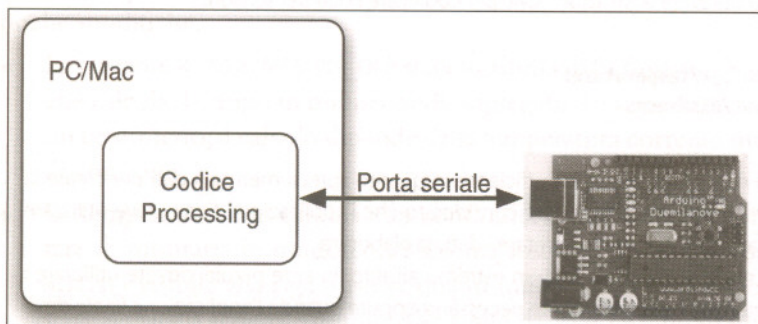 PC/Mac
Codice
Processing
Porta seriale
Arduino
Duemilanove